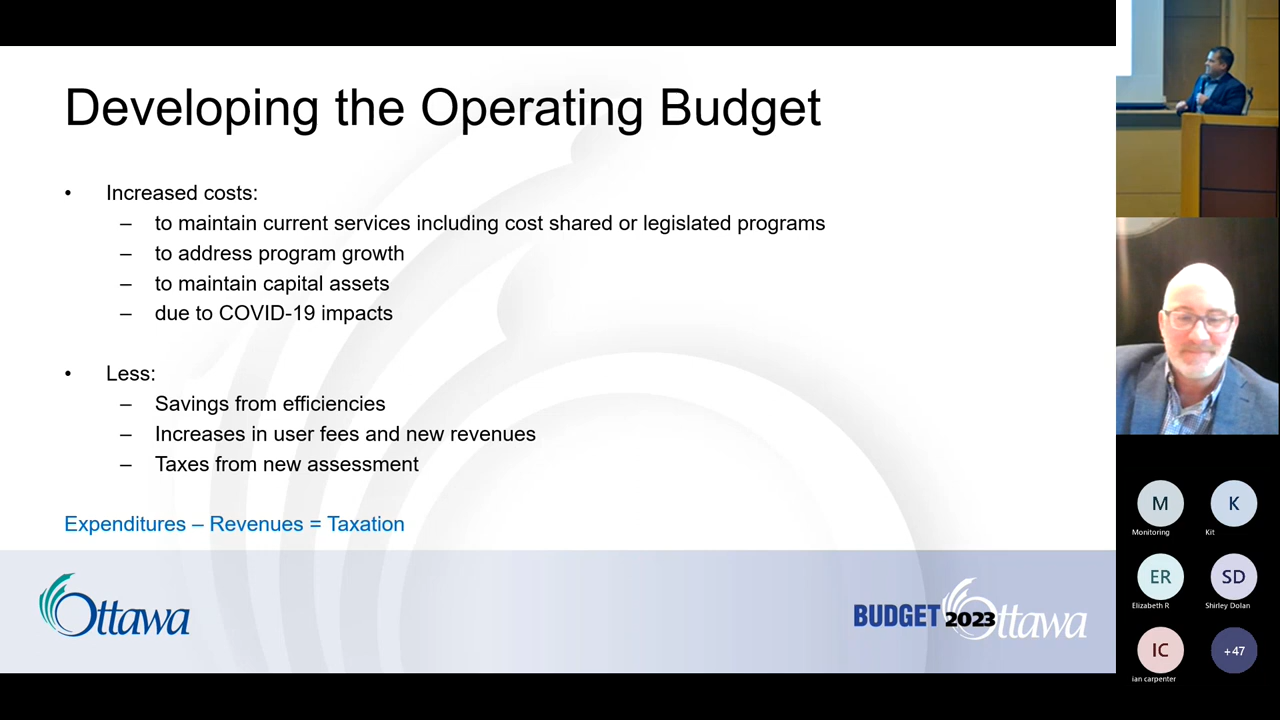 Developing the Operating Budget
• Increased costs:
– to maintain current services including cost shared or legislated programs
– to address program growth
– to maintain capital assets
– due to COVID-19 impacts
• Less:
– Savings from efficiencies
– Increases in user fees and new revenues
– Taxes from new assessment
Expenditures – Revenues = Taxation
Ottawa
BUDGET 2023 Ottawa
M
Monitoring
K
Kit
ER
Elizabeth R
SD
Shirley Dolan
IC
ian carpenter
+47